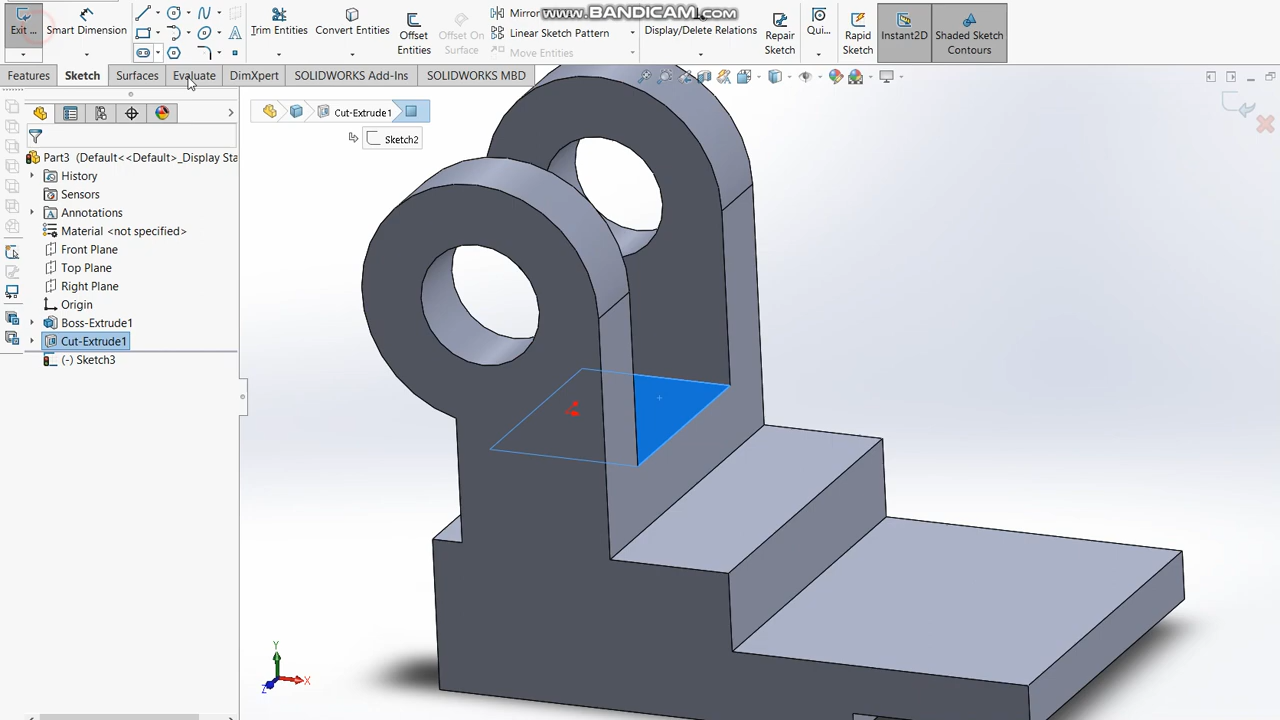 www.BANDICAM.com
Exit ...
Smart Dimension
Trim Entities
Convert Entities
Offset Entities
Offset On Surface
Mirror
Linear Sketch Pattern
Move Entities
Display/Delete Relations
Repair Sketch
Qui...
Rapid Sketch
Instant2D
Shaded Sketch Contours
Features
Sketch
Surfaces
Evaluate
DimXpert
SOLIDWORKS Add-Ins
SOLIDWORKS MBD
Cut-Extrude1
Sketch2
Part3 (Default<<Default>_Display Sta
History
Sensors
Annotations
Material <not specified>
Front Plane
Top Plane
Right Plane
Origin
Boss-Extrude1
Cut-Extrude1
(-) Sketch3
Y
X
Z